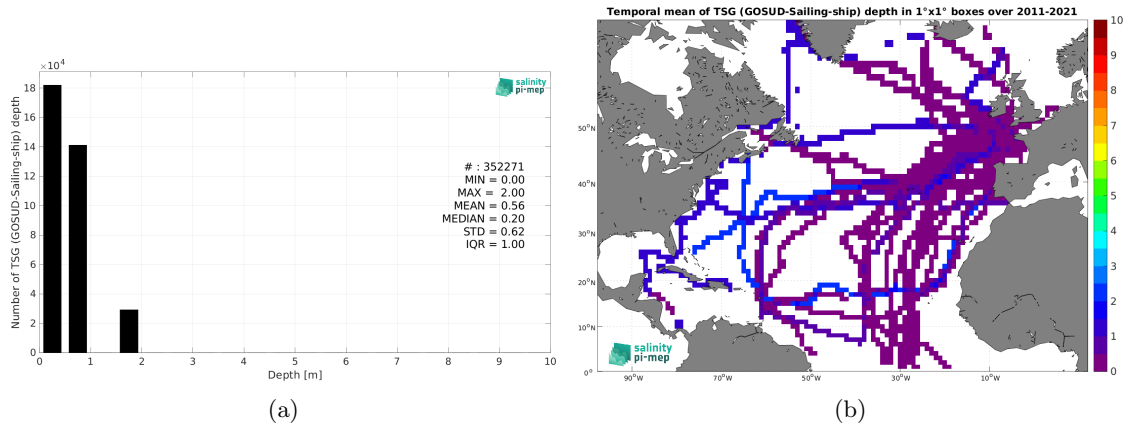 ×10⁴
18
16
14
12
10
8
6
4
2
0
Number of TSG (GOSUD-Sailing-ship) depth
0 1 2 3 4 5 6 7 8 9 10
Depth [m]
salinity
pi-mep
# : 352271
MIN = 0.00
MAX = 2.00
MEAN = 0.56
MEDIAN = 0.20
STD = 0.62
IQR = 1.00
(a)
Temporal mean of TSG (GOSUD-Sailing-ship) depth in 1°x1° boxes over 2011-2021
50°N
40°N
30°N
20°N
10°N
0°
90°W 70°W 50°W 30°W 10°W
salinity
pi-mep
10
9
8
7
6
5
4
3
2
1
0
(b)